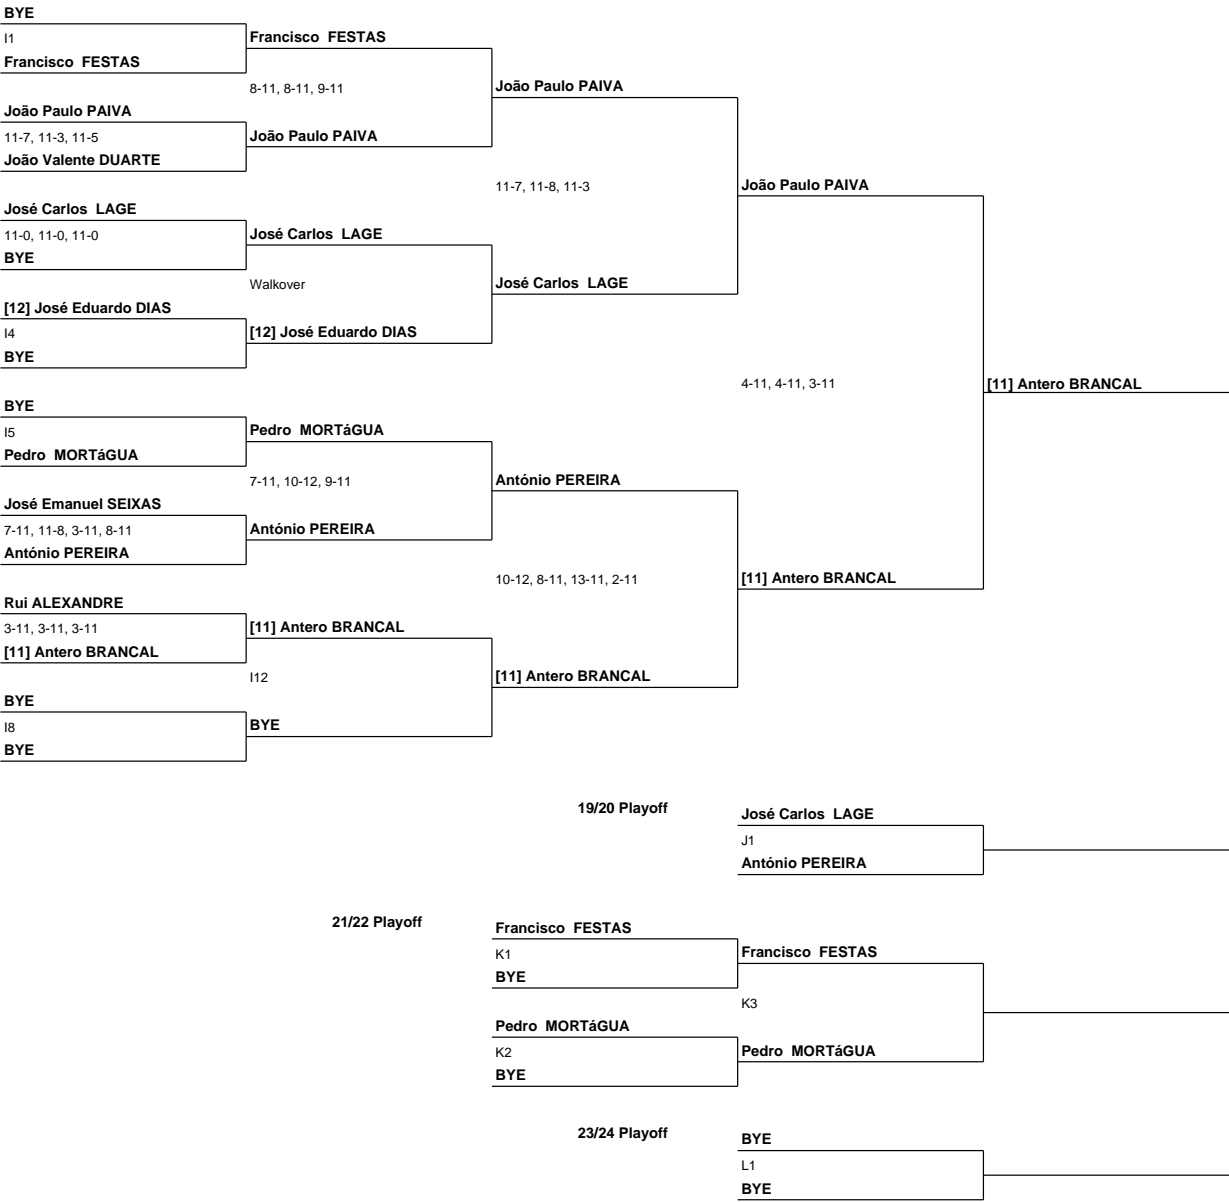 BYE
I1
Francisco FESTAS
Francisco FESTAS
8-11, 8-11, 9-11
João Paulo PAIVA
João Paulo PAIVA
11-7, 11-3, 11-5
João Paulo PAIVA
João Valente DUARTE
11-7, 11-8, 11-3
João Paulo PAIVA
José Carlos LAGE
11-0, 11-0, 11-0
José Carlos LAGE
BYE
Walkover
José Carlos LAGE
[12] José Eduardo DIAS
I4
[12] José Eduardo DIAS
BYE
4-11, 4-11, 3-11
[11] Antero BRANCAL
BYE
I5
Pedro MORTáGUA
Pedro MORTáGUA
7-11, 10-12, 9-11
António PEREIRA
José Emanuel SEIXAS
7-11, 11-8, 3-11, 8-11
António PEREIRA
António PEREIRA
10-12, 8-11, 13-11, 2-11
[11] Antero BRANCAL
Rui ALEXANDRE
3-11, 3-11, 3-11
[11] Antero BRANCAL
[11] Antero BRANCAL
I12
[11] Antero BRANCAL
BYE
I8
BYE
BYE
19/20 Playoff
José Carlos LAGE
J1
António PEREIRA
21/22 Playoff
Francisco FESTAS
K1
Francisco FESTAS
BYE
K3
Pedro MORTáGUA
K2
Pedro MORTáGUA
BYE
23/24 Playoff
BYE
L1
BYE